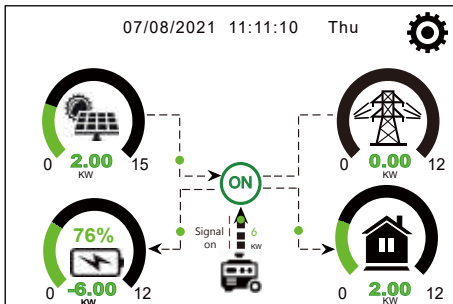 07/08/2021 11:11:10 Thu
2.00
KW
0 15
0.00
KW
0 12
ON
76%
-6.00
KW
0 12
Signal
on
6
KW
2.00
KW
0 12